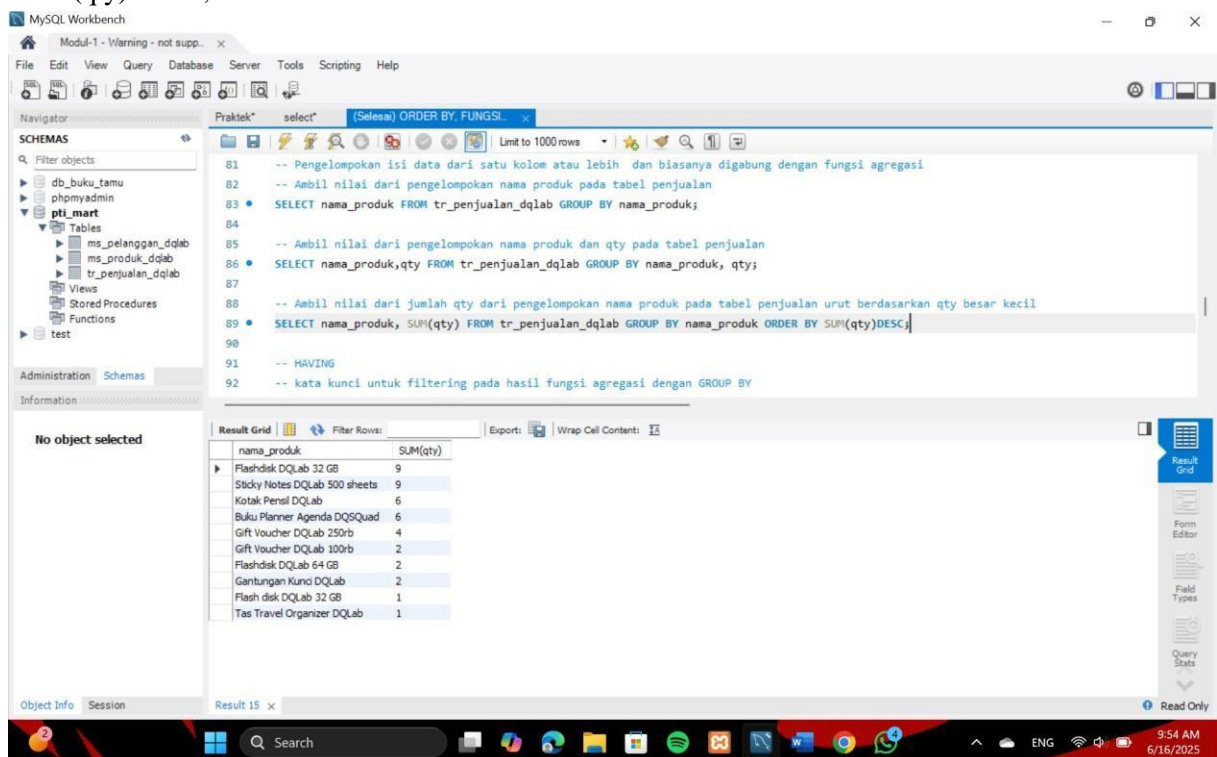 MySQL Workbench
Modul-1 - Warning - not supp..
File Edit View Query Database Server Tools Scripting Help
Navigator
Praktek* select* (Selesai) ORDER BY, FUNGSI..
SCHEMAS
Filter objects
db_buku_tamu
phpmyadmin
pti_mart
Tables
ms_pelanggan_dqlab
ms_produk_dqlab
tr_penjualan_dqlab
Views
Stored Procedures
Functions
test
Administration Schemas
Information
No object selected
Object Info Session
Limit to 1000 rows
81 -- Pengelompokan isi data dari satu kolom atau lebih dan biasanya digabung dengan fungsi agregasi
82 -- Ambil nilai dari pengelompokan nama produk pada tabel penjualan
83 SELECT nama_produk FROM tr_penjualan_dqlab GROUP BY nama_produk;
84
85 -- Ambil nilai dari pengelompokan nama produk dan qty pada tabel penjualan
86 SELECT nama_produk,qty FROM tr_penjualan_dqlab GROUP BY nama_produk, qty;
87
88 -- Ambil nilai dari jumlah qty dari pengelompokan nama produk pada tabel penjualan urut berdasarkan qty besar kecil
89 SELECT nama_produk, SUM(qty) FROM tr_penjualan_dqlab GROUP BY nama_produk ORDER BY SUM(qty)DESC;
90
91 -- HAVING
92 -- kata kunci untuk filtering pada hasil fungsi agregasi dengan GROUP BY
Result Grid Filter Rows: Export: Wrap Cell Content:
nama_produk SUM(qty)
Flashdisk DQLab 32 GB 9
Sticky Notes DQLab 500 sheets 9
Kotak Pensil DQLab 6
Buku Planner Agenda DQSQuad 6
Gift Voucher DQLab 250rb 4
Gift Voucher DQLab 100rb 2
Flashdisk DQLab 64 GB 2
Gantungan Kunci DQLab 2
Flash disk DQLab 32 GB 1
Tas Travel Organizer DQLab 1
Result
Grid
Form
Editor
Field
Types
Query
Stats
Result 15
Read Only
2
Search
ENG
9:54 AM
6/16/2025